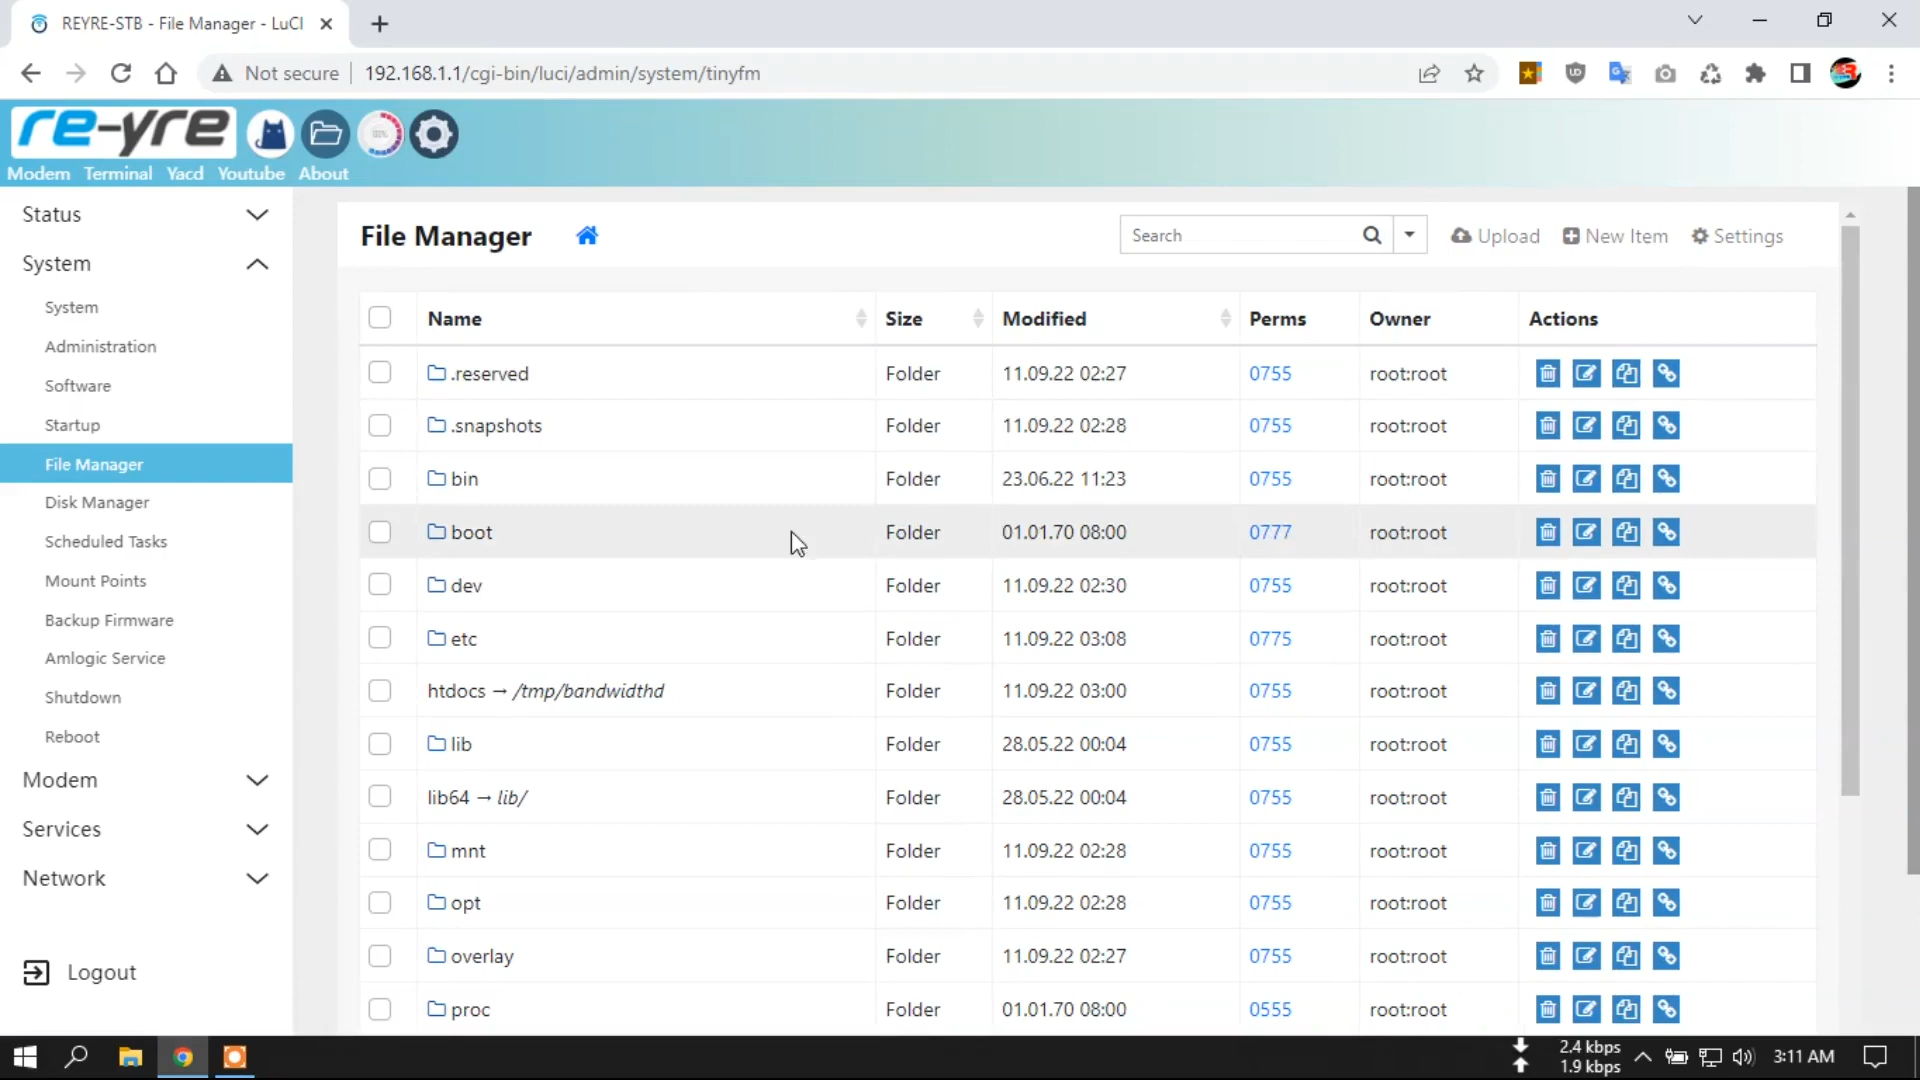 REYRE-STB - File Manager - LuCI
Not secure 192.168.1.1/cgi-bin/luci/admin/system/tinyfm
re-yre
Modem Terminal Yacd Youtube About
Status
System
System
Administration
Software
Startup
File Manager
Disk Manager
Scheduled Tasks
Mount Points
Backup Firmware
Amlogic Service
Shutdown
Reboot
Modem
Services
Network
Logout
File Manager Search Upload New Item Settings
Name Size Modified Perms Owner Actions
.reserved Folder 11.09.22 02:27 0755 root:root
.snapshots Folder 11.09.22 02:28 0755 root:root
bin Folder 23.06.22 11:23 0755 root:root
boot Folder 01.01.70 08:00 0777 root:root
dev Folder 11.09.22 02:30 0755 root:root
etc Folder 11.09.22 03:08 0775 root:root
htdocs → /tmp/bandwidthd Folder 11.09.22 03:00 0755 root:root
lib Folder 28.05.22 00:04 0755 root:root
lib64 → lib/ Folder 28.05.22 00:04 0755 root:root
mnt Folder 11.09.22 02:28 0755 root:root
opt Folder 11.09.22 02:28 0755 root:root
overlay Folder 11.09.22 02:27 0755 root:root
proc Folder 01.01.70 08:00 0555 root:root
2.4 kbps
1.9 kbps
3:11 AM